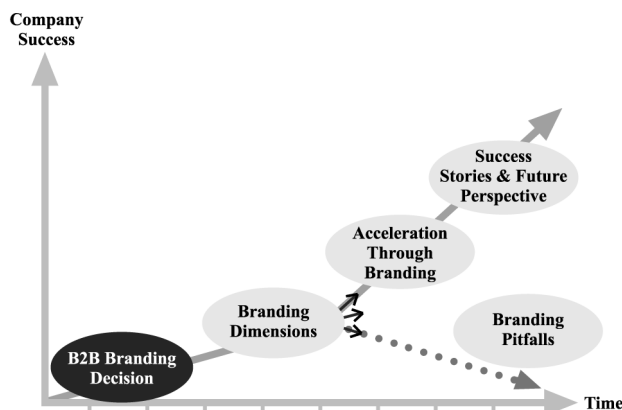 Company
Success
Success
Stories & Future
Perspective
Acceleration
Through
Branding
Branding
Dimensions
Branding
Pitfalls
B2B Branding
Decision
Time